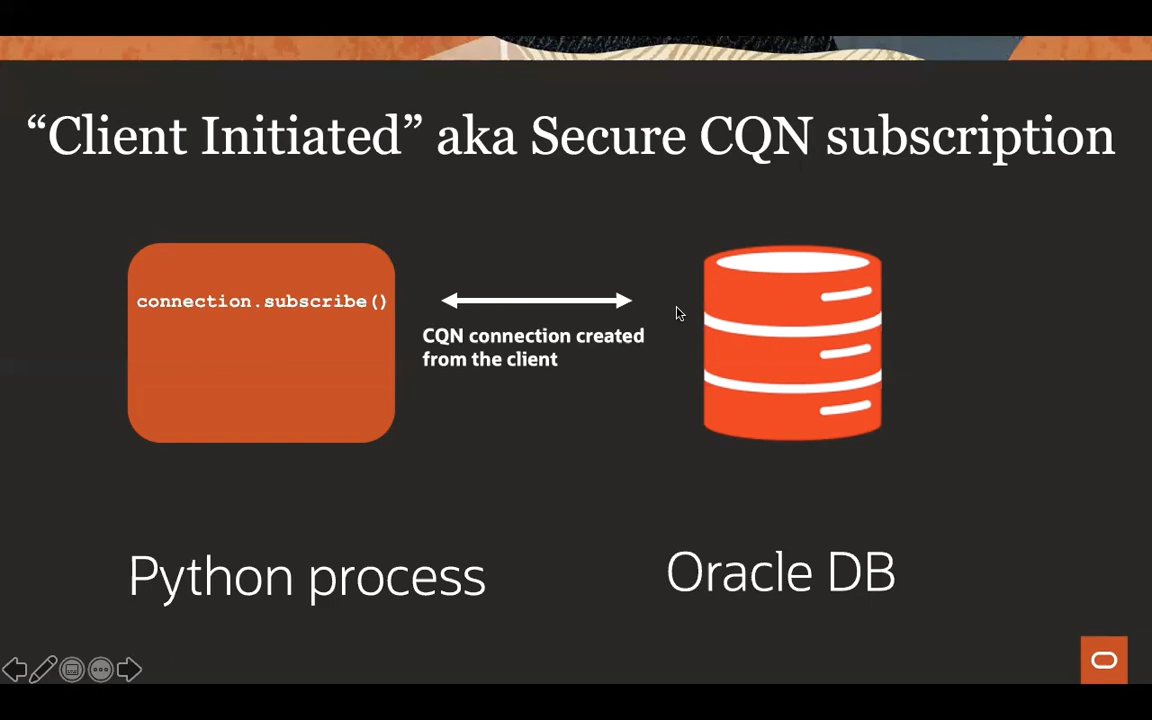 “Client Initiated” aka Secure CQN subscription
connection.subscribe()
CQN connection created
from the client
Python process
Oracle DB